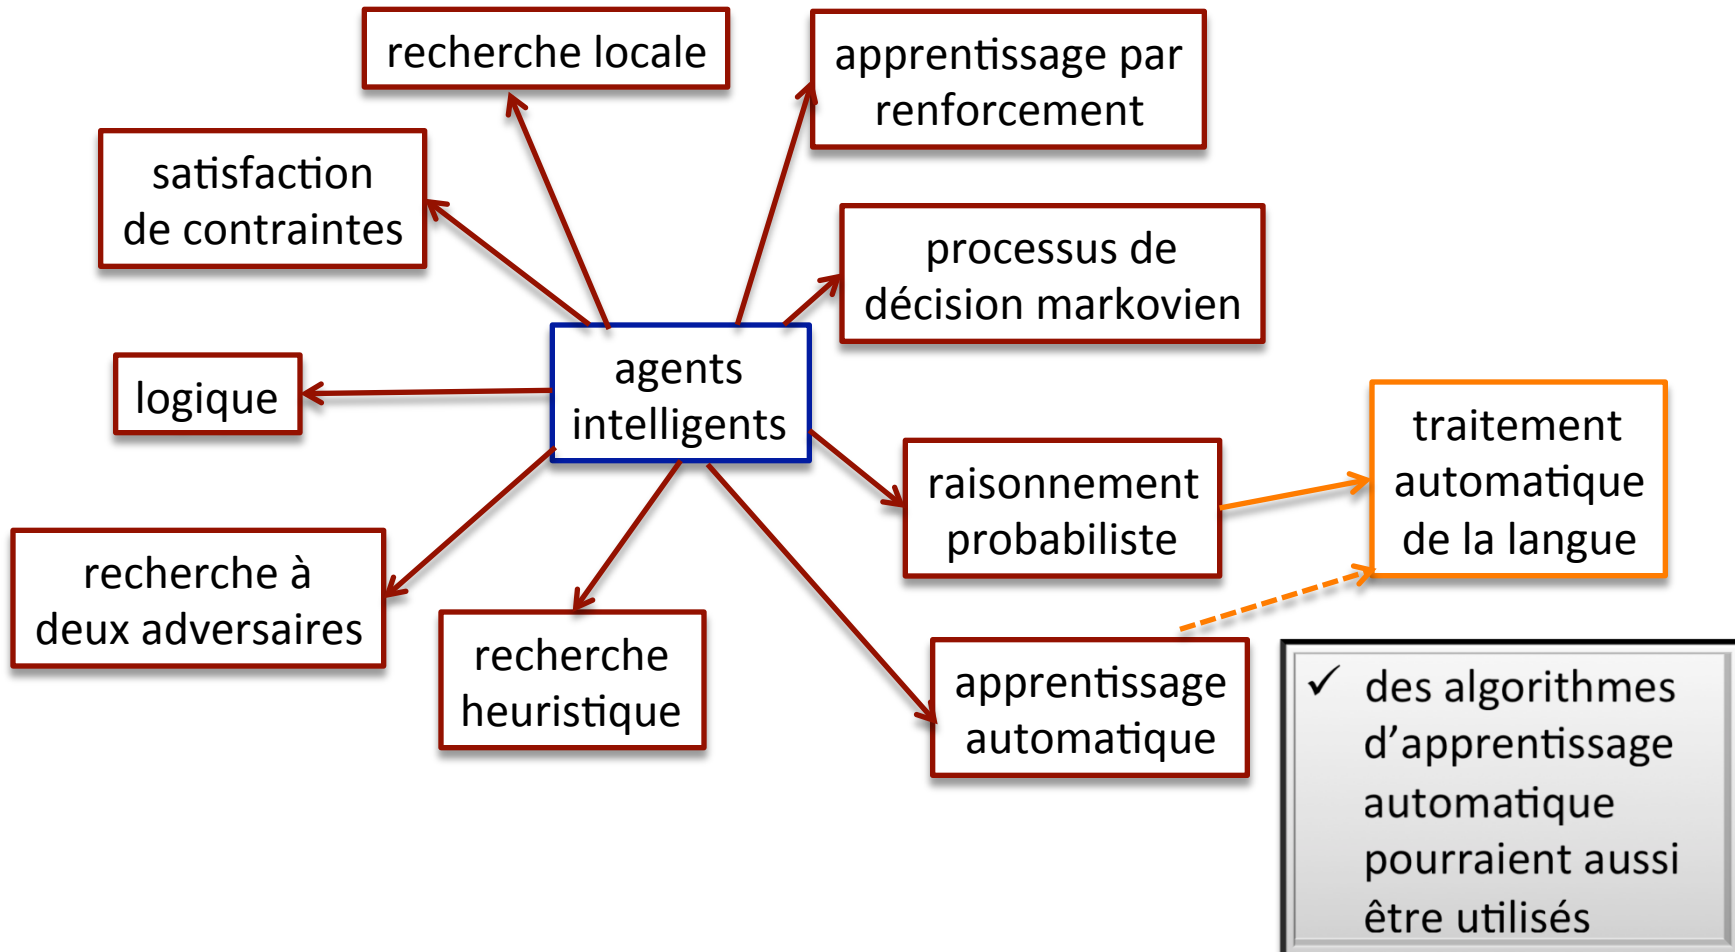 recherche locale
apprentissage par
renforcement
satisfaction
de contraintes
processus de
décision markovien
agents
intelligents
logique
traitement
automatique
de la langue
raisonnement
probabiliste
recherche à
deux adversaires
recherche
heuristique
apprentissage
automatique
✓ des algorithmes
d’apprentissage
automatique
pourraient aussi
être utilisés